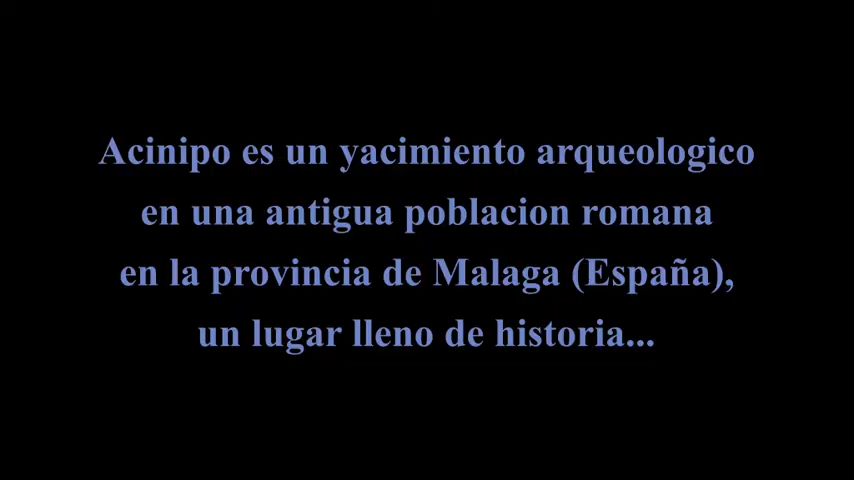 Acinipo es un yacimiento arqueologico
en una antigua poblacion romana
en la provincia de Malaga (España),
un lugar lleno de historia...